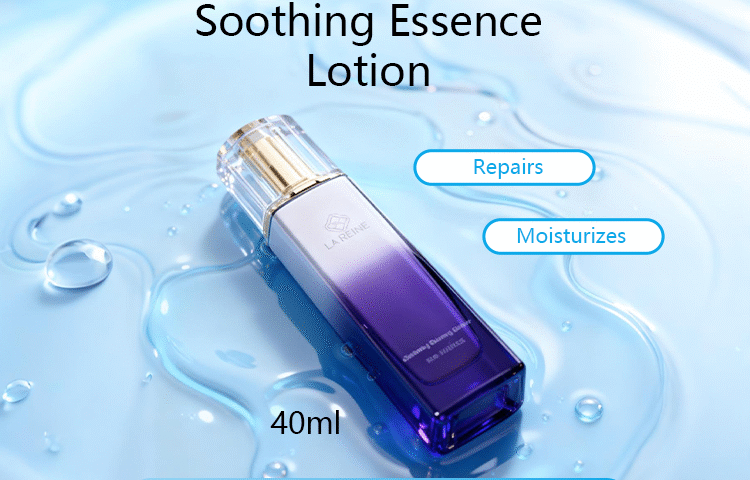 Soothing Essence
Lotion
Repairs
Moisturizes
LA REINE
40ml